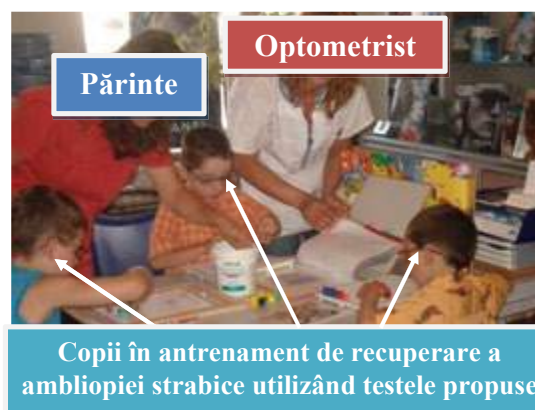 Optometrist
Părinte
Copii în antrenament de recuperare a
ambliopiei strabice utilizând testele propuse